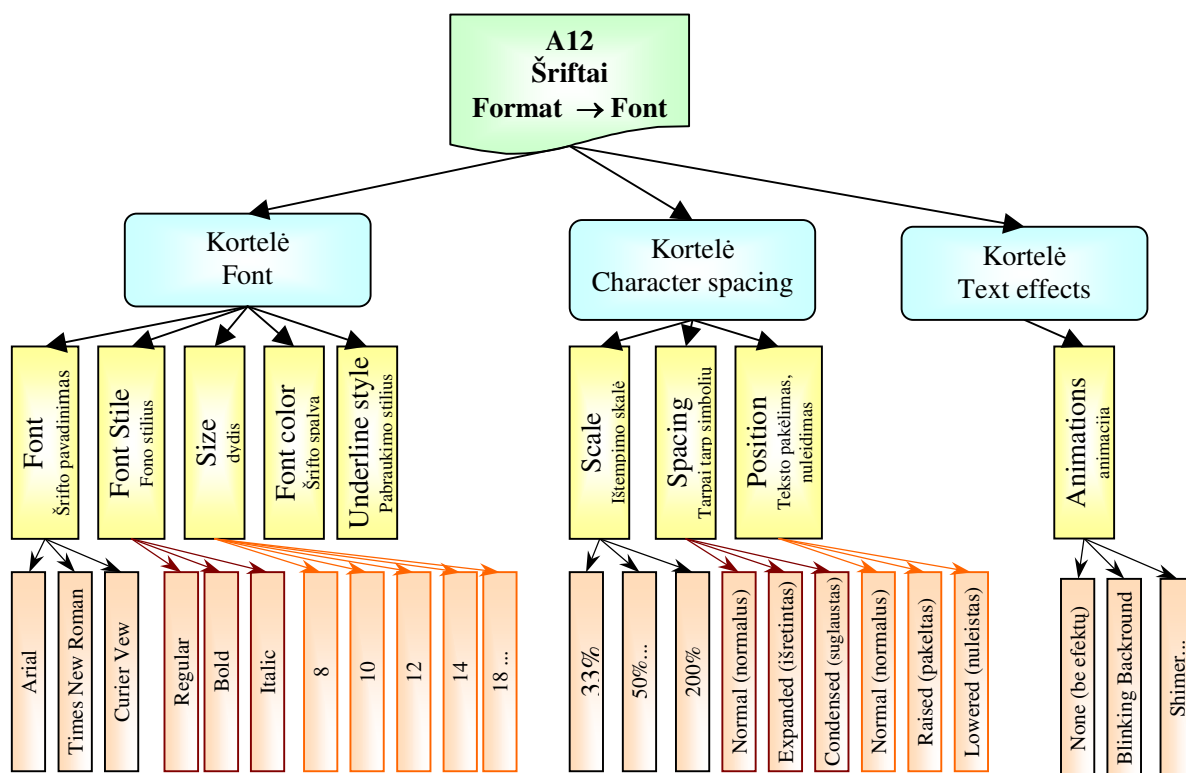 A12
Šriftai
Format → Font
Kortelė
Font
Kortelė
Character spacing
Kortelė
Text effects
Font
Šrifto pavadinimas
Font Stile
Fono stilius
Size
dydis
Font color
Šrifto spalva
Underline style
Pabraukimo stilius
Scale
Ištempimo skalė
Spacing
Tarpai tarp simbolių
Position
Teksto pakėlimas,
nuleidimas
Animations
animacija
Arial
Times New Roman
Curier Vew
Regular
Bold
Italic
8
10
12
14
18 ...
33%
50%...
200%
Normal (normalus)
Expanded (išretintas)
Condensed (suglaustas)
Normal (normalus)
Raised (pakeltas)
Lowered (nuleistas)
None (be efektų)
Blinking Backround
Shimer...